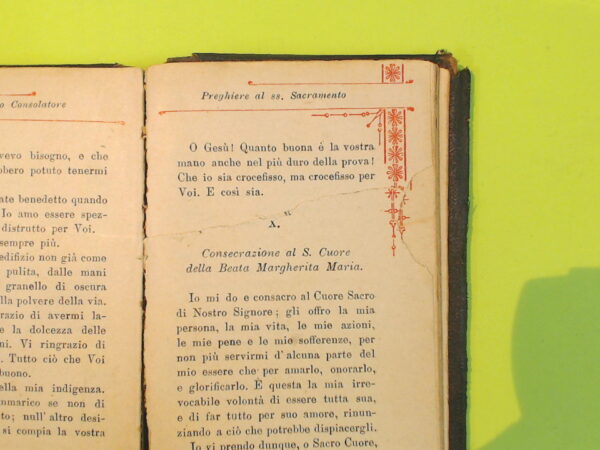 o Consolatore
vevo bisogno, e che
bbero potuto tenermi
ate benedetto quando
Io amo essere spez-
distrutto per Voi.
sempre più.
edifizio non già come
pulita, dalle mani
granello di oscura
lla polvere della via.
razio di avermi la-
e la dolcezza delle
ni. Vi ringrazio di
. Tutto ciò che Voi
buono.
ella mia indigenza.
mmarico se non di
to; null' altro desi-
si compia la vostra
Preghiere al ss. Sacramento
O Gesù! Quanto buona é la vostra
mano anche nel più duro della prova!
Che io sia crocefisso, ma crocefisso per
Voi. E così sia.
X.
Consecrazione al S. Cuore
della Beata Margherita Maria.
Io mi do e consacro al Cuore Sacro
di Nostro Signore; gli offro la mia
persona, la mia vita, le mie azioni,
le mie pene e le mie sofferenze, per
non più servirmi d' alcuna parte del
mio essere che per amarlo, onorarlo,
e glorificarlo. È questa la mia irre-
vocabile volontà di essere tutta sua,
e di far tutto per suo amore, rinun-
ziando a ciò che potrebbe dispiacergli.
Io vi prendo dunque, o Sacro Cuore,